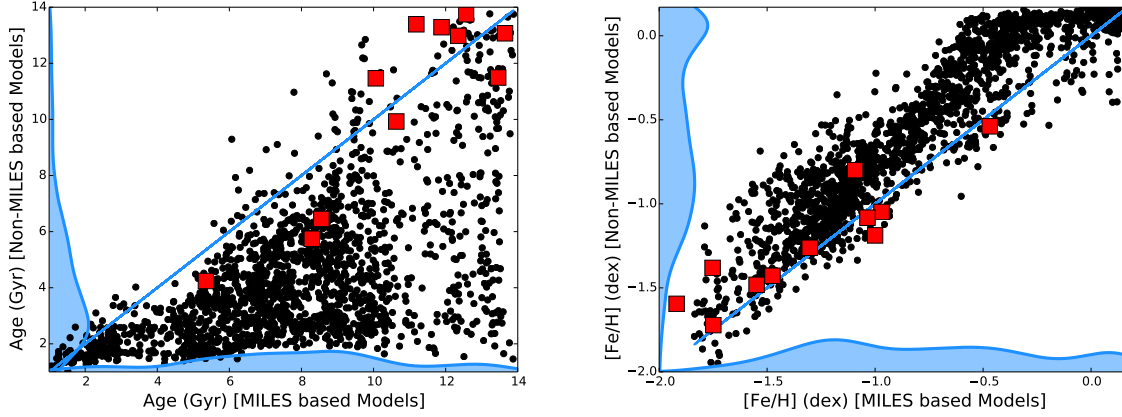 14
12
10
8
6
4
2
Age (Gyr) [Non-MILES based Models]
2 4 6 8 10 12 14
Age (Gyr) [MILES based Models]
0.0
−0.5
−1.0
−1.5
−2.0
[Fe/H] (dex) [Non-MILES based Models]
−2.0 −1.5 −1.0 −0.5 0.0
[Fe/H] (dex) [MILES based Models]